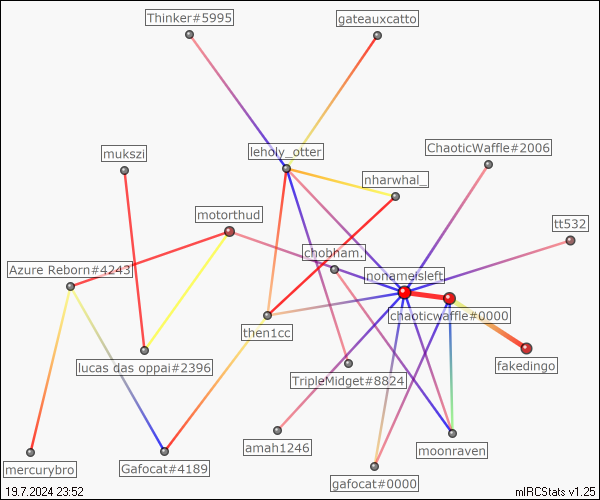 Thinker#5995
gateauxcatto
mukszi
leholy_otter
ChaoticWaffle#2006
nharwhal_
motorthud
tt532
chobham.
Azure Reborn#4243
nonameisleft_
chaoticwaffle#0000
then1cc
fakedingo
lucas das oppai#2396
TripleMidget#8824
amah1246
moonraven
mercurybro
Gafocat#4189
gafocat#0000
19.7.2024 23:52
mIRCStats v1.25